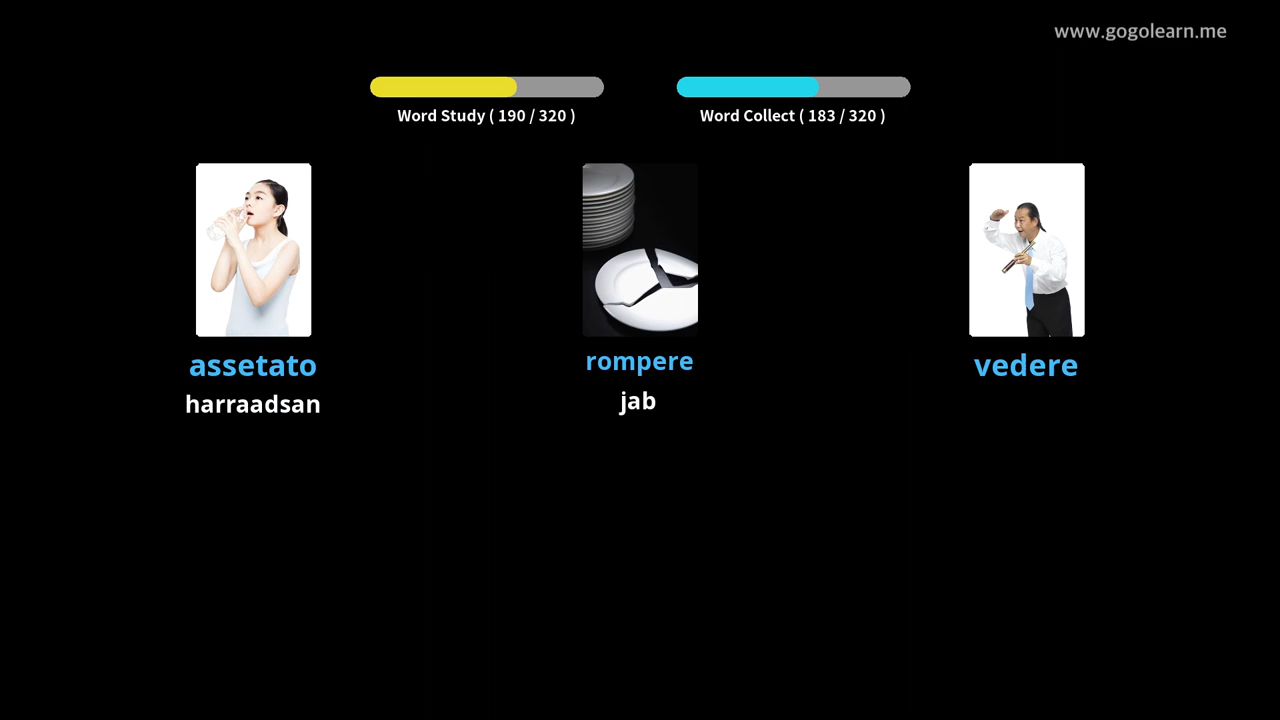 www.gogolearn.me
Word Study ( 190 / 320 )
Word Collect ( 183 / 320 )
assetato
harraadsan
rompere
jab
vedere